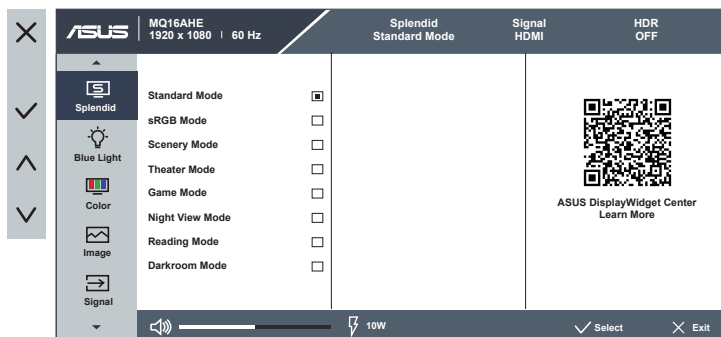 ASUS
MQ16AHE
1920 x 1080 60 Hz
Splendid
Standard Mode
Signal
HDMI
HDR
OFF
Splendid
Blue Light
Color
Image
Signal
Standard Mode
sRGB Mode
Scenery Mode
Theater Mode
Game Mode
Night View Mode
Reading Mode
Darkroom Mode
ASUS DisplayWidget Center
Learn More
10W
Select
Exit